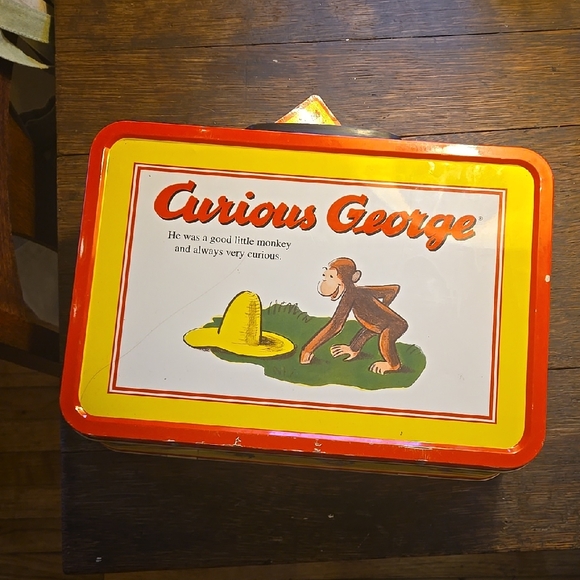 Curious George
He was a good little monkey
and always very curious.